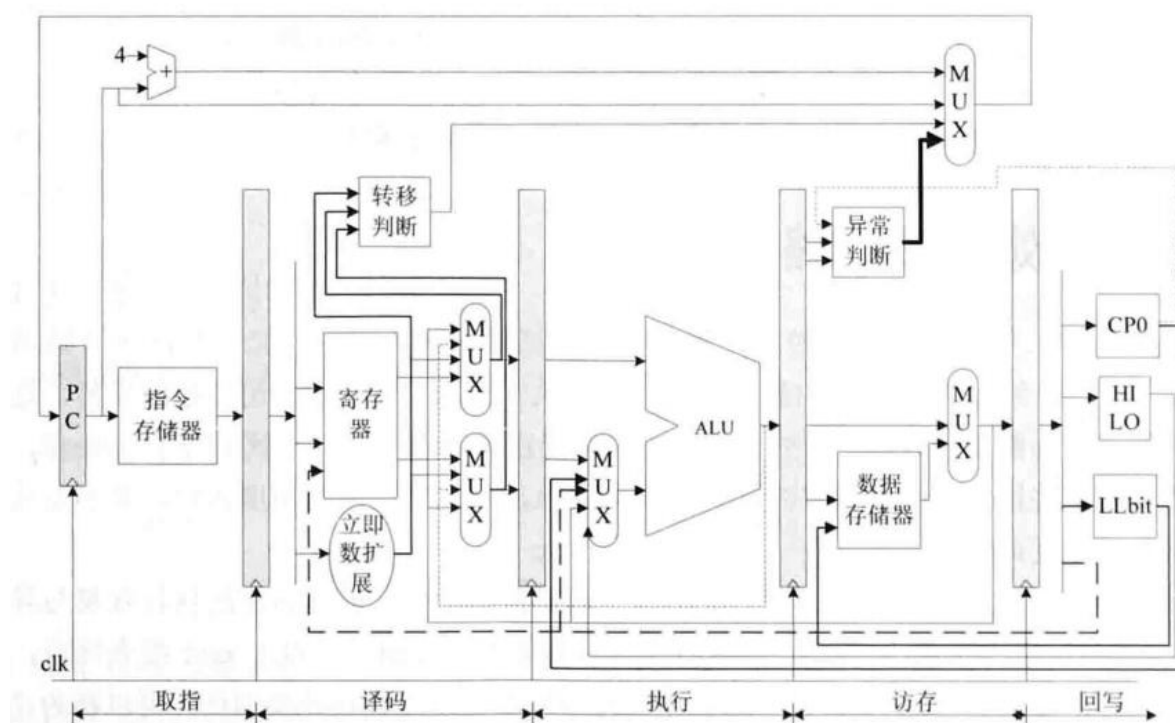 4
+
M
U
X
转移
判断
异常
判断
M
U
X
CP0
P
C
指令
存储器
寄存
器
ALU
M
U
X
HI
LO
M
U
X
M
U
X
数据
存储器
LLbit
立即
数扩
展
clk
取指
译码
执行
访存
回写